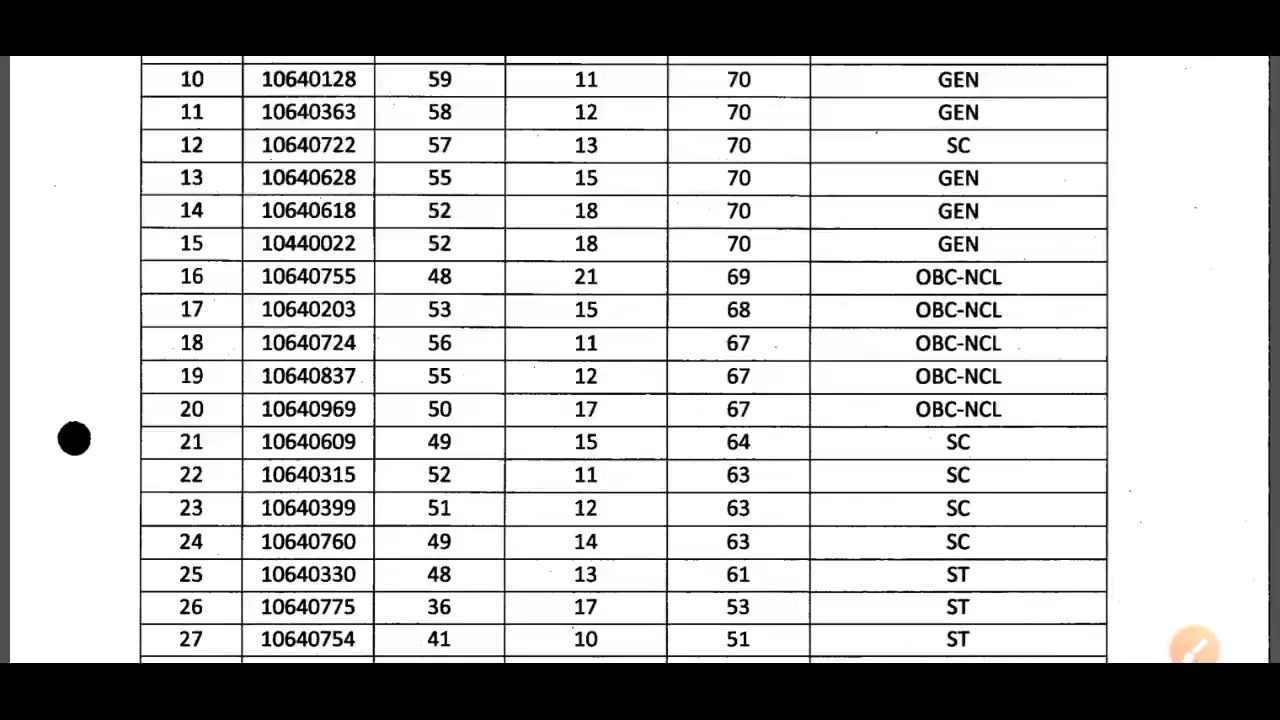 10 10640128 59 11 70 GEN
11 10640363 58 12 70 GEN
12 10640722 57 13 70 SC
13 10640628 55 15 70 GEN
14 10640618 52 18 70 GEN
15 10440022 52 18 70 GEN
16 10640755 48 21 69 OBC-NCL
17 10640203 53 15 68 OBC-NCL
18 10640724 56 11 67 OBC-NCL
19 10640837 55 12 67 OBC-NCL
20 10640969 50 17 67 OBC-NCL
21 10640609 49 15 64 SC
22 10640315 52 11 63 SC
23 10640399 51 12 63 SC
24 10640760 49 14 63 SC
25 10640330 48 13 61 ST
26 10640775 36 17 53 ST
27 10640754 41 10 51 ST